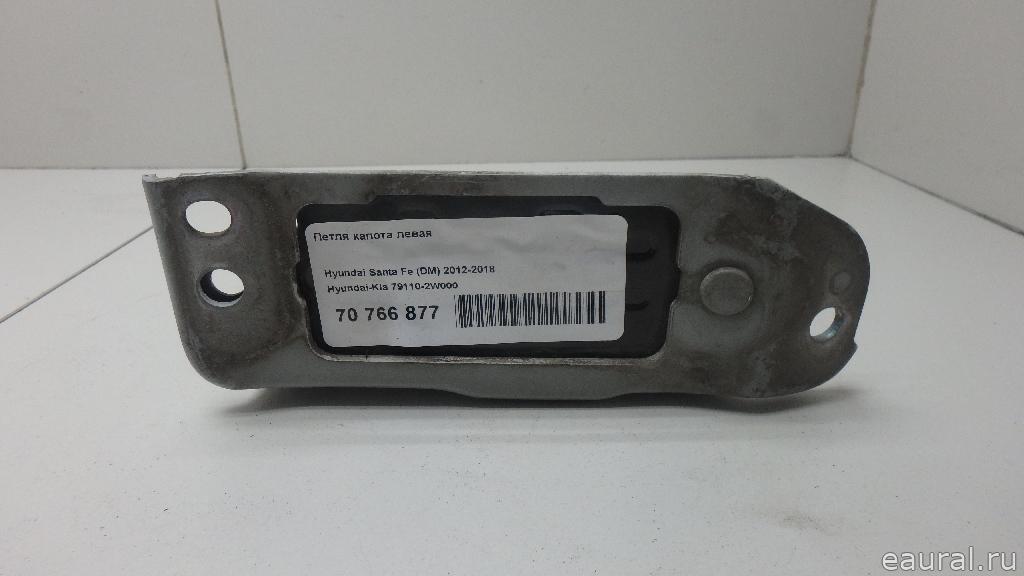 Петля капота левая
Hyundai Santa Fe (DM) 2012-2018
Hyundai-Kia 79110-2W000
70 766 877
eaural.ru